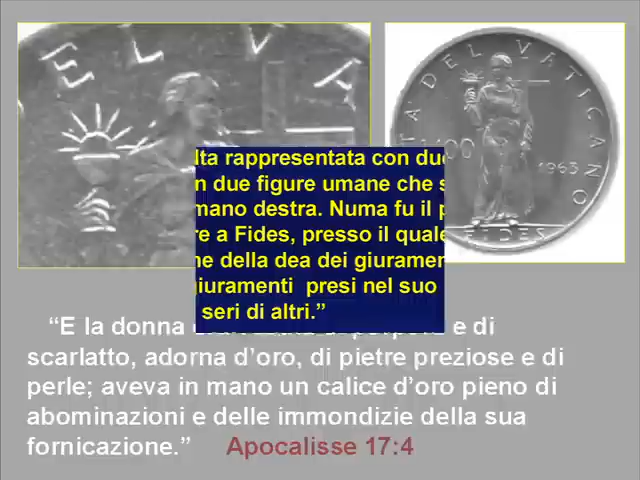 E L V A
TÀ DEL VATICANO
100
1963
FIDES
lta rappresentata con du
n due figure umane che s
mano destra. Numa fu il p
re a Fides, presso il quale
ne della dea dei giuramen
giuramenti presi nel suo
seri di altri.”
“E la donna e di
scarlatto, adorna d’oro, di pietre preziose e di
perle; aveva in mano un calice d’oro pieno di
abominazioni e delle immondizie della sua
fornicazione.” Apocalisse 17:4